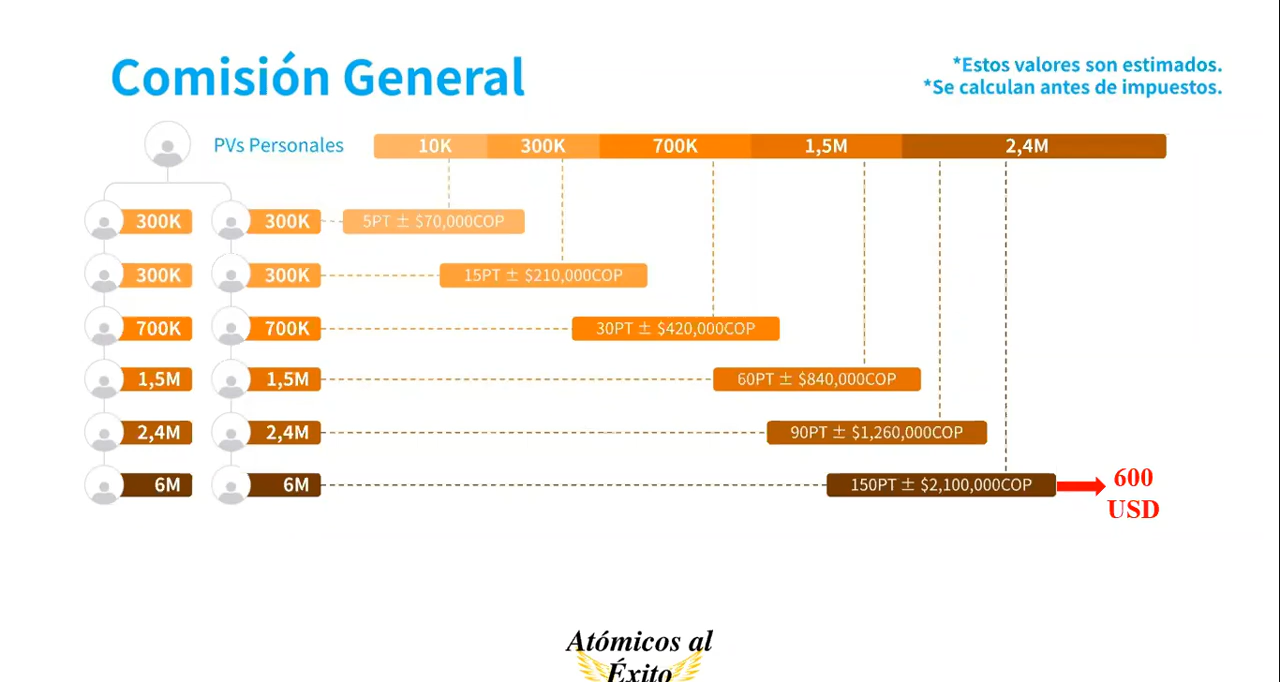 Comisión General
*Estos valores son estimados.
*Se calculan antes de impuestos.
PVs Personales 10K 300K 700K 1,5M 2,4M
300K 300K 5PT ± $70,000COP
300K 300K 15PT ± $210,000COP
700K 700K 30PT ± $420,000COP
1,5M 1,5M 60PT ± $840,000COP
2,4M 2,4M 90PT ± $1,260,000COP
6M 6M 150PT ± $2,100,000COP
600
USD
Atómicos al
Éxito